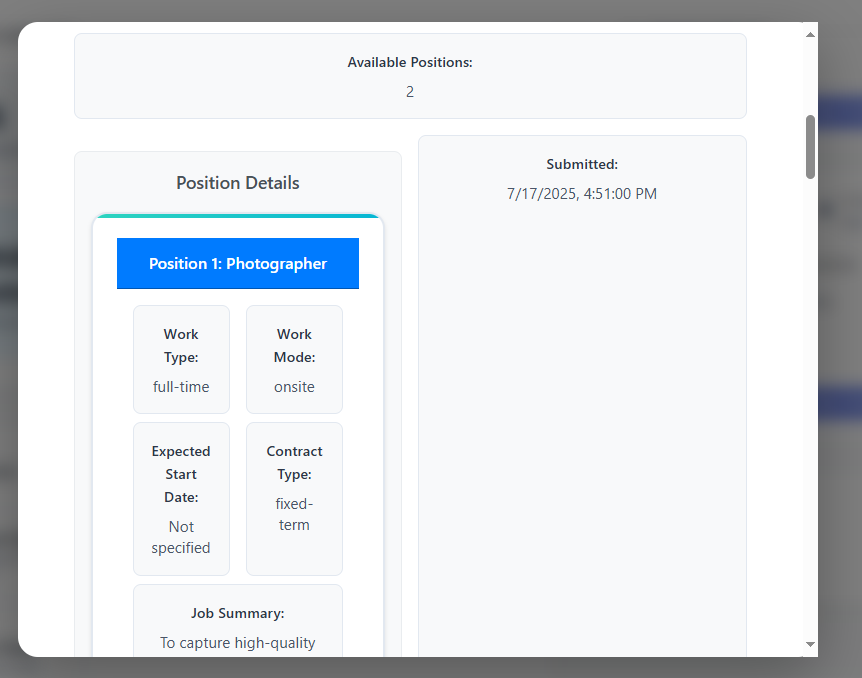 Available Positions:
2
Position Details
Position 1: Photographer
Work
Type:
full-time
Work
Mode:
onsite
Expected
Start
Date:
Not
specified
Contract
Type:
fixed-
term
Job Summary:
To capture high-quality
Submitted:
7/17/2025, 4:51:00 PM